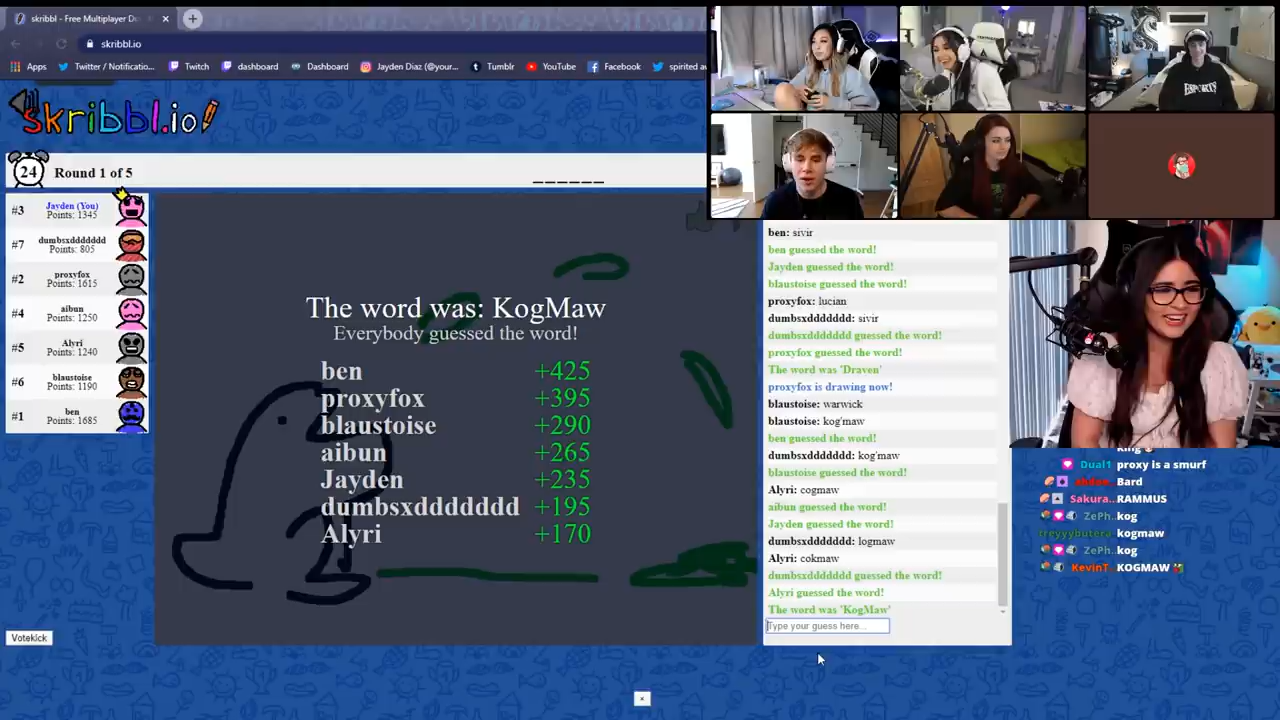 skribbl - Free Multiplayer Dr
skribbl.io
Apps
Twitter / Notificatio...
Twitch
dashboard
Dashboard
Jayden Diaz (@your...
Tumblr
YouTube
Facebook
spirited aw
skribbl.io
24
Round 1 of 5
______
#3
Jayden (You)
Points: 1345
#7
dumbsxddddddd
Points: 805
#2
proxyfox
Points: 1615
#4
aibun
Points: 1250
#5
Alyri
Points: 1240
#6
blaustoise
Points: 1190
#1
ben
Points: 1685
Votekick
The word was: KogMaw
Everybody guessed the word!
ben +425
proxyfox +395
blaustoise +290
aibun +265
Jayden +235
dumbsxddddddd +195
Alyri +170
ben: sivir
ben guessed the word!
Jayden guessed the word!
blaustoise guessed the word!
proxyfox: lucian
dumbsxddddddd: sivir
dumbsxddddddd guessed the word!
proxyfox guessed the word!
The word was 'Draven'
proxyfox is drawing now!
blaustoise: warwick
blaustoise: kog'maw
ben guessed the word!
dumbsxddddddd: kog'maw
blaustoise guessed the word!
Alyri: cogmaw
aibun guessed the word!
Jayden guessed the word!
dumbsxddddddd: logmaw
Alyri: cokmaw
dumbsxddddddd guessed the word!
Alyri guessed the word!
The word was 'KogMaw'
Type your guess here...
Dual1 proxy is a smurf
Bard
Sakura.. RAMMUS
ZePh.. kog
kogmaw
ZePh.. kog
KevinT.. KOGMAW